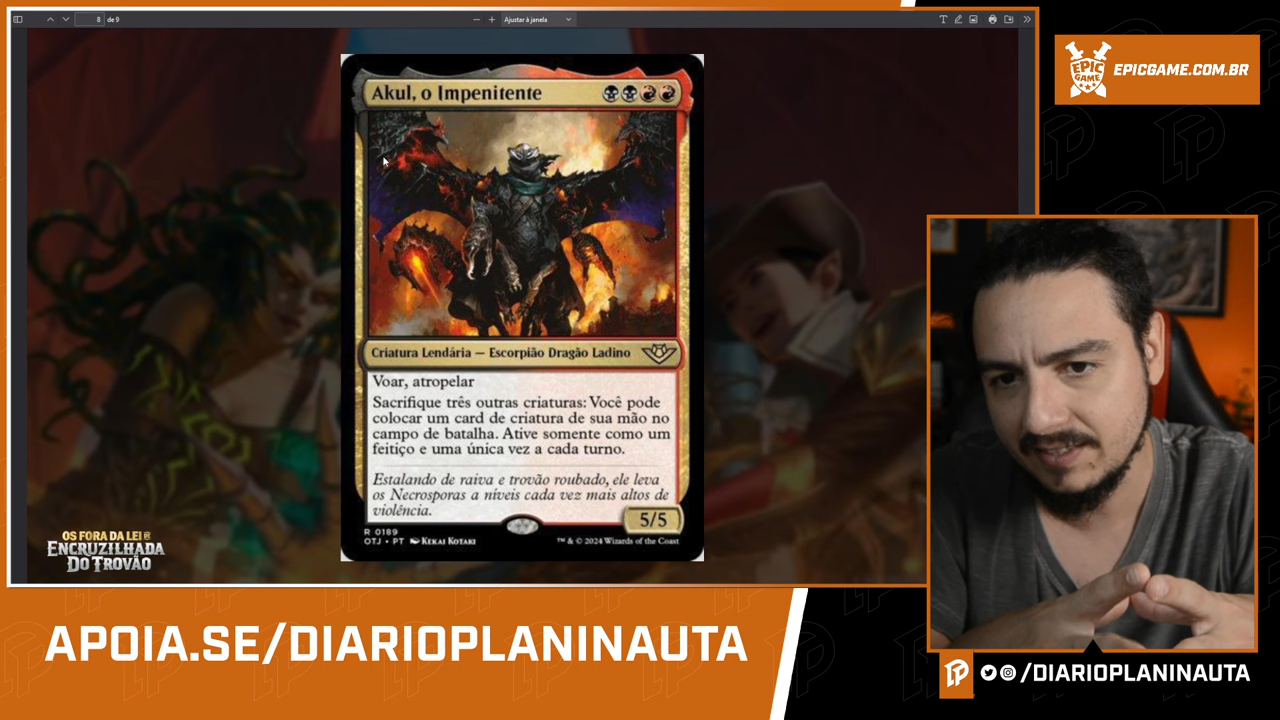 8 de 9
Ajustar à janela
Akul, o Impenitente
Criatura Lendária — Escorpião Dragão Ladino
Voar, atropelar
Sacrifique três outras criaturas: Você pode
colocar um card de criatura de sua mão no
campo de batalha. Ative somente como um
feitiço e uma única vez a cada turno.
Estalando de raiva e trovão roubado, ele leva
os Necrosporas a níveis cada vez mais altos de
violência.
5/5
R 0189
OTJ • PT KEKAI KOTAKI
™ & © 2024 Wizards of the Coast
OS FORA DA LEI DE
ENCRUZILHADA
DO TROVÃO
EPIC
GAME
EPICGAME.COM.BR
APOIA.SE/DIARIOPLANINAUTA
/DIARIOPLANINAUTA